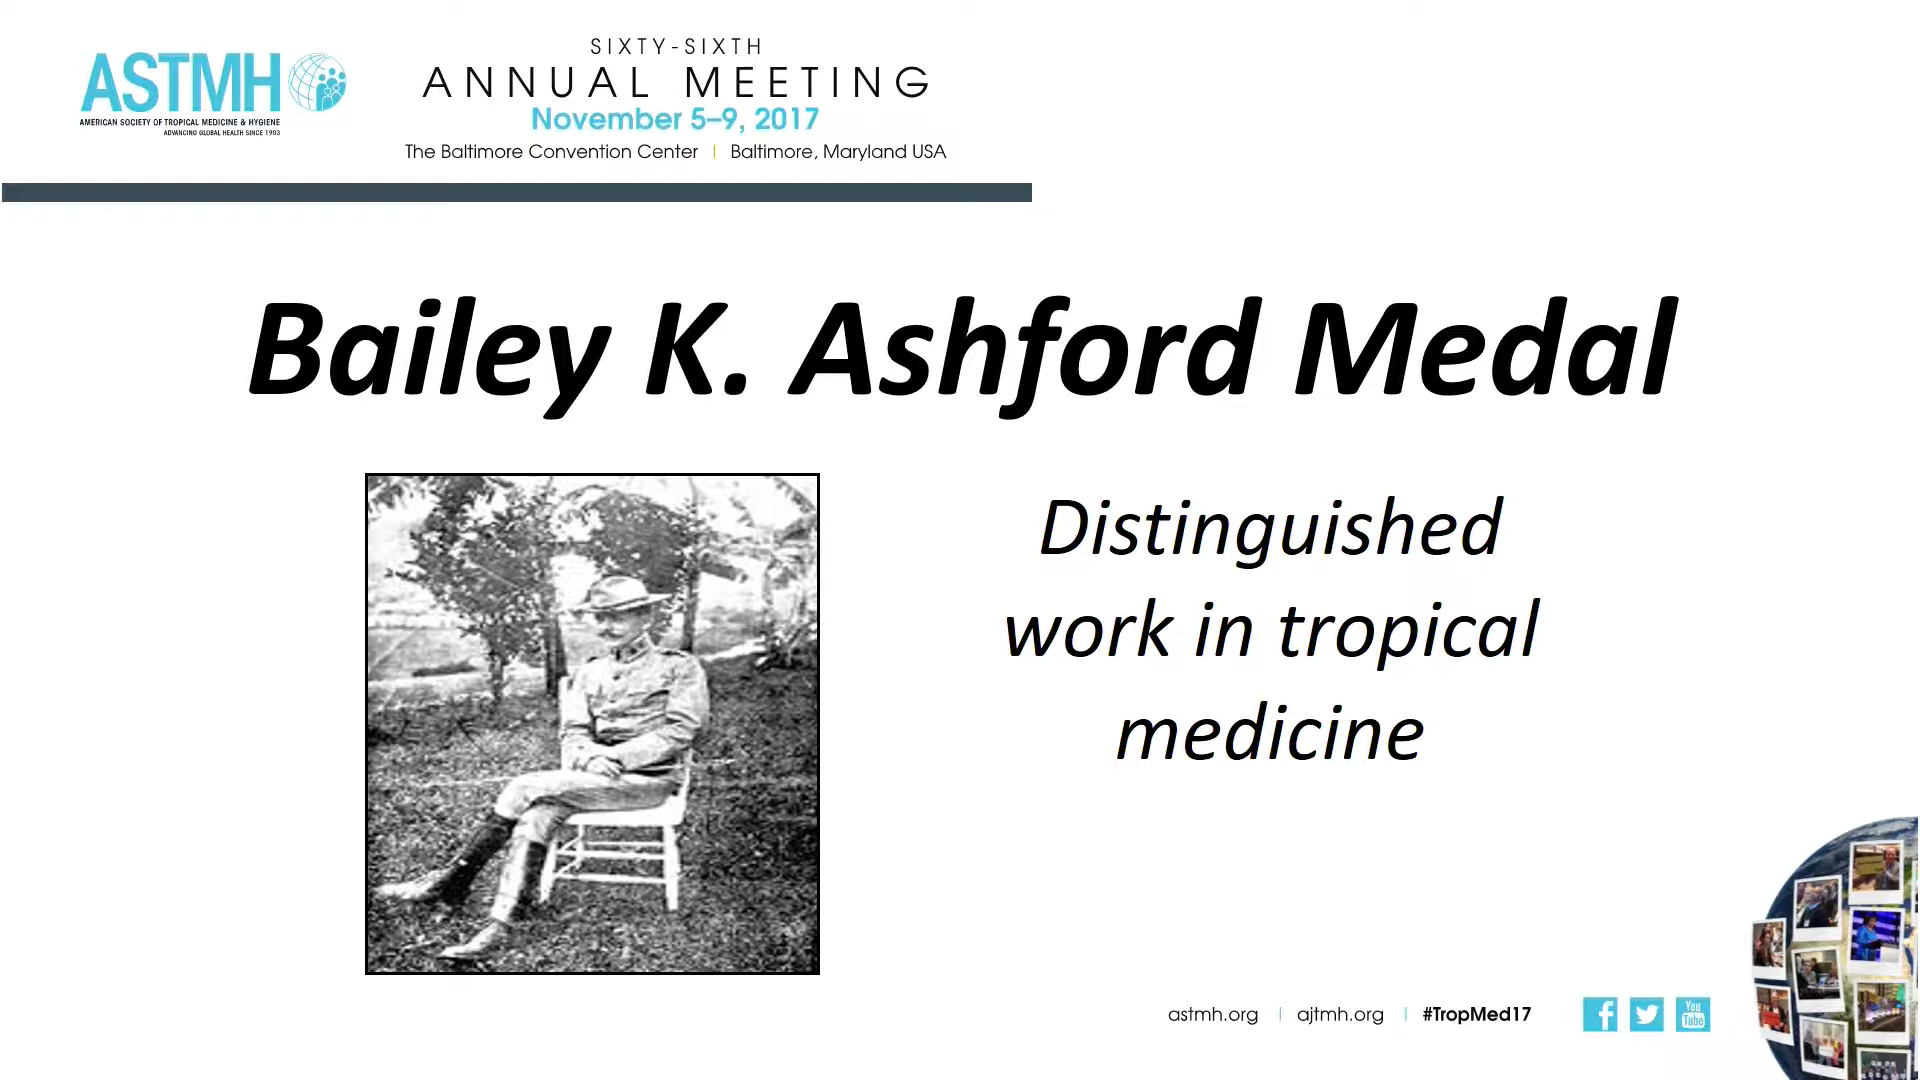 ASTMH
AMERICAN SOCIETY OF TROPICAL MEDICINE & HYGIENE
ADVANCING GLOBAL HEALTH SINCE 1903
SIXTY-SIXTH
ANNUAL MEETING
November 5–9, 2017
The Baltimore Convention Center | Baltimore, Maryland USA
Bailey K. Ashford Medal
Distinguished
work in tropical
medicine
astmh.org | ajtmh.org | #TropMed17
You
Tube